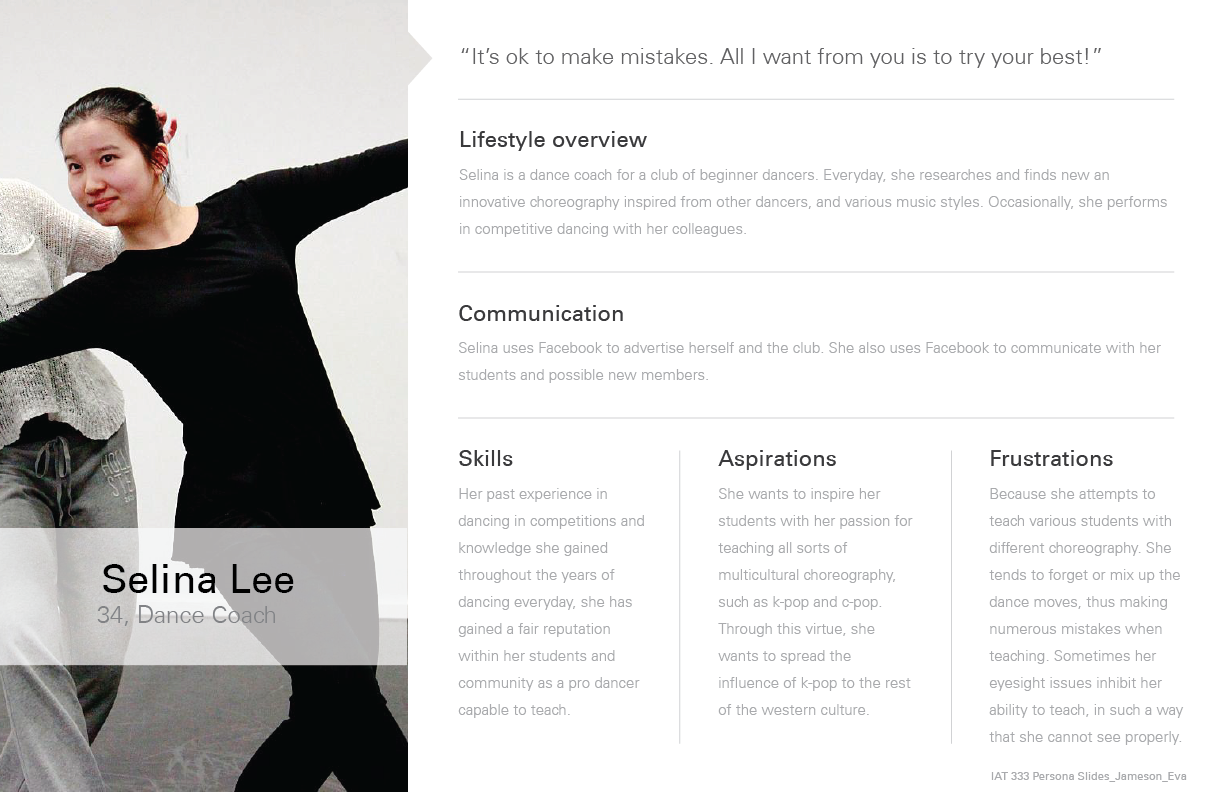 “It’s ok to make mistakes. All I want from you is to try your best!”
Lifestyle overview
Selina is a dance coach for a club of beginner dancers. Everyday, she researches and finds new an
innovative choreography inspired from other dancers, and various music styles. Occasionally, she performs
in competitive dancing with her colleagues.
Communication
Selina uses Facebook to advertise herself and the club. She also uses Facebook to communicate with her
students and possible new members.
Skills
Her past experience in
dancing in competitions and
knowledge she gained
throughout the years of
dancing everyday, she has
gained a fair reputation
within her students and
community as a pro dancer
capable to teach.
Aspirations
She wants to inspire her
students with her passion for
teaching all sorts of
multicultural choreography,
such as k-pop and c-pop.
Through this virtue, she
wants to spread the
influence of k-pop to the rest
of the western culture.
Frustrations
Because she attempts to
teach various students with
different choreography. She
tends to forget or mix up the
dance moves, thus making
numerous mistakes when
teaching. Sometimes her
eyesight issues inhibit her
ability to teach, in such a way
that she cannot see properly.
Selina Lee
34, Dance Coach
HOLLI
STER
IAT 333 Persona Slides_Jameson_Eva